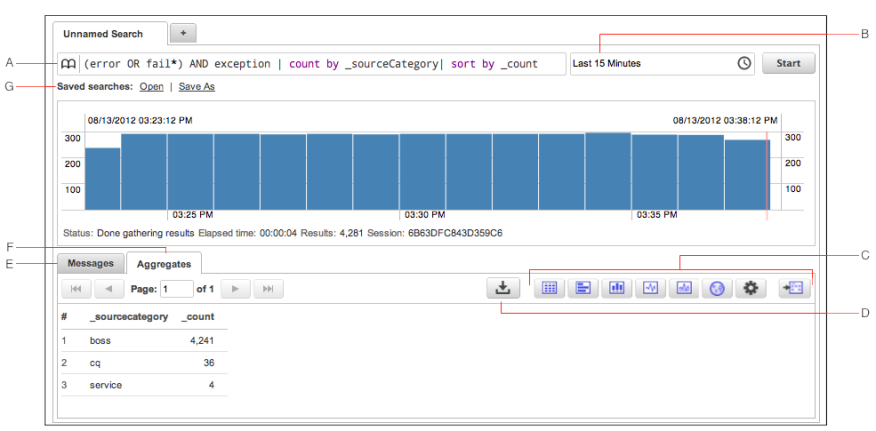 Unnamed Search +
B
A (error OR fail*) AND exception | count by _sourceCategory| sort by _count Last 15 Minutes Start
G Saved searches: Open | Save As
08/13/2012 03:23:12 PM 08/13/2012 03:38:12 PM
300 300
200 200
100 100
03:25 PM 03:30 PM 03:35 PM
Status: Done gathering results Elapsed time: 00:00:04 Results: 4,281 Session: 6B63DFC843D359C6
F
C
E Messages Aggregates
Page: 1 of 1
D
# _sourcecategory _count
1 boss 4,241
2 cq 36
3 service 4